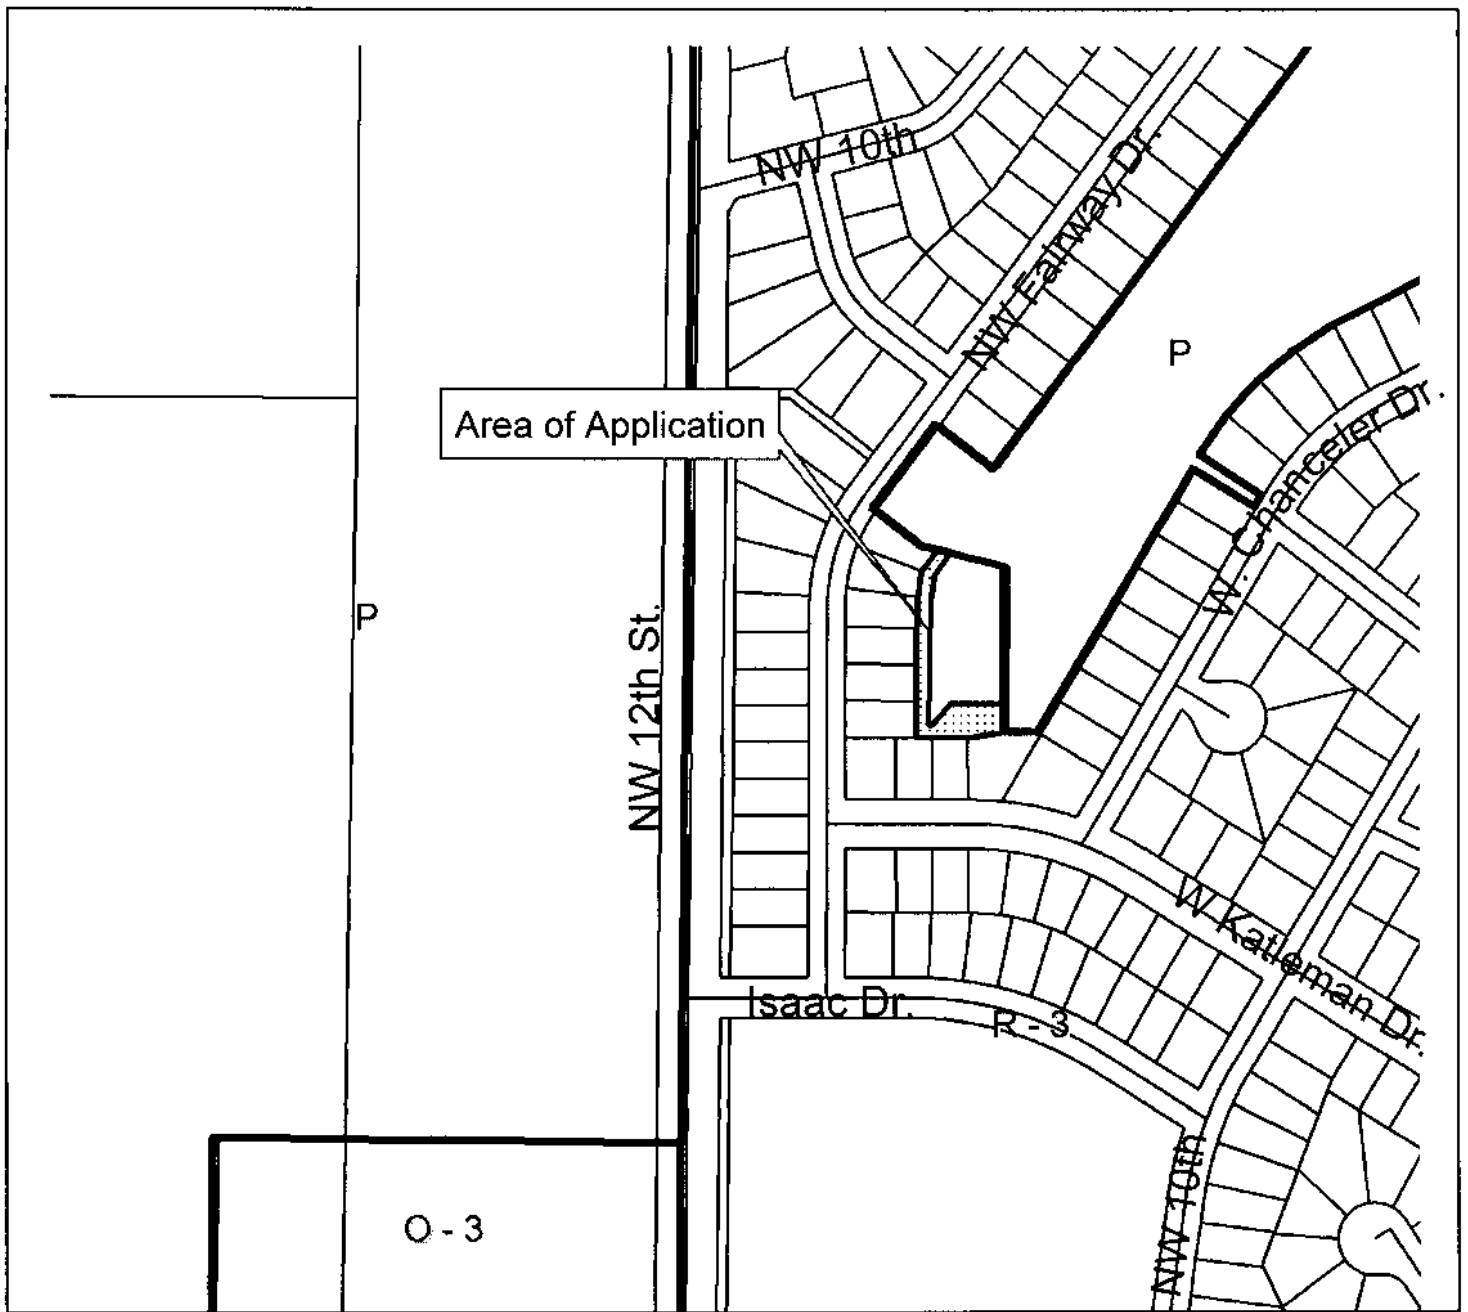 NW 10th
NW Fairway Dr.
P
Area of Application
W. Chanceler Dr.
P
NW 12th St.
W Katleman Dr.
Isaac Dr.
R - 3
NW 10th
O - 3